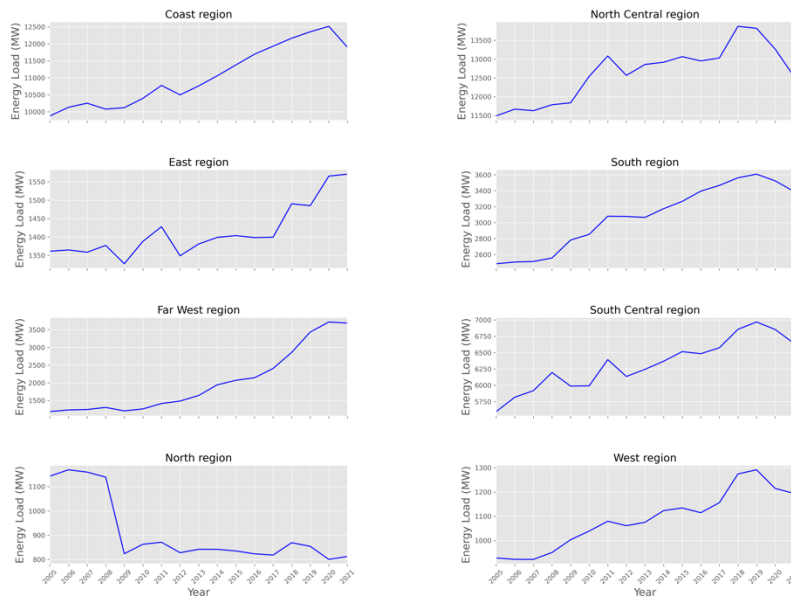 Coast region
Energy Load (MW)
12500
12000
11500
11000
10500
10000
North Central region
Energy Load (MW)
13500
13000
12500
12000
11500
East region
Energy Load (MW)
1550
1500
1450
1400
1350
South region
Energy Load (MW)
3600
3400
3200
3000
2800
2600
Far West region
Energy Load (MW)
3500
3000
2500
2000
1500
South Central region
Energy Load (MW)
7000
6750
6500
6250
6000
5750
North region
Energy Load (MW)
1100
1000
900
800
2005 2006 2007 2008 2009 2010 2011 2012 2013 2014 2015 2016 2017 2018 2019 2020 2021
Year
West region
Energy Load (MW)
1300
1200
1100
1000
2005 2006 2007 2008 2009 2010 2011 2012 2013 2014 2015 2016 2017 2018 2019 2020
Year